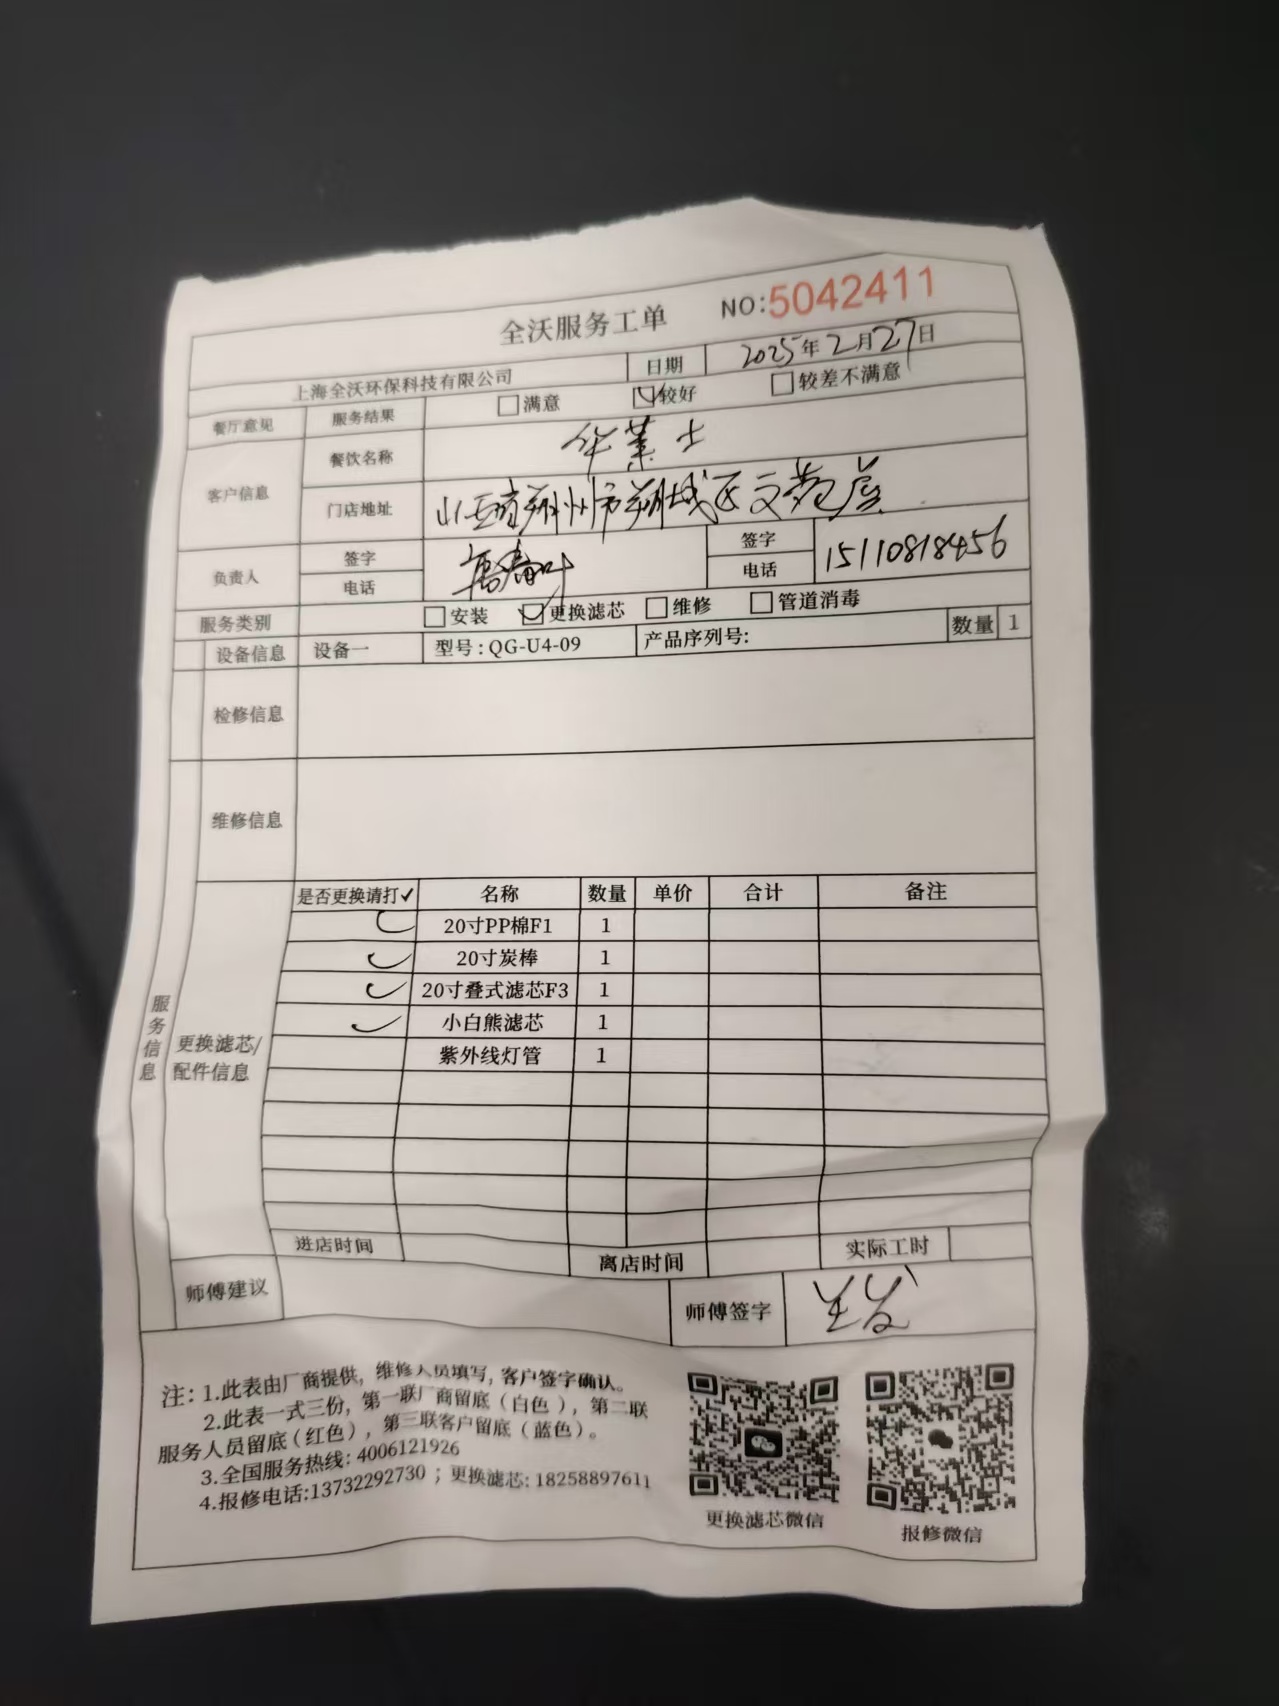 全沃服务工单 NO:5042411
上海全沃环保科技有限公司 日期 2025年2月27日
餐厅意见 服务结果 满意 较好 较差不满意
客户信息 餐饮名称 华莱士
门店地址 山西省朔州市朔城区文苑
负责人 签字 签字
电话 电话 15110818456
服务类别 安装 更换滤芯 维修 管道消毒
设备信息 设备一 型号:QG-U4-09 产品序列号: 数量 1
检修信息
维修信息
服务信息
更换滤芯/配件信息
是否更换请打✓ 名称 数量 单价 合计 备注
✓ 20寸PP棉F1 1
✓ 20寸炭棒 1
✓ 20寸叠式滤芯F3 1
✓ 小白熊滤芯 1
紫外线灯管 1
进店时间 离店时间 实际工时
师傅建议 师傅签字
注: 1.此表由厂商提供,维修人员填写,客户签字确认。
2.此表一式三份,第一联厂商留底(白色),第二联
服务人员留底(红色),第三联客户留底(蓝色)。
3.全国服务热线: 4006121926
4.报修电话:13732292730 ; 更换滤芯: 18258897611
更换滤芯微信 报修微信